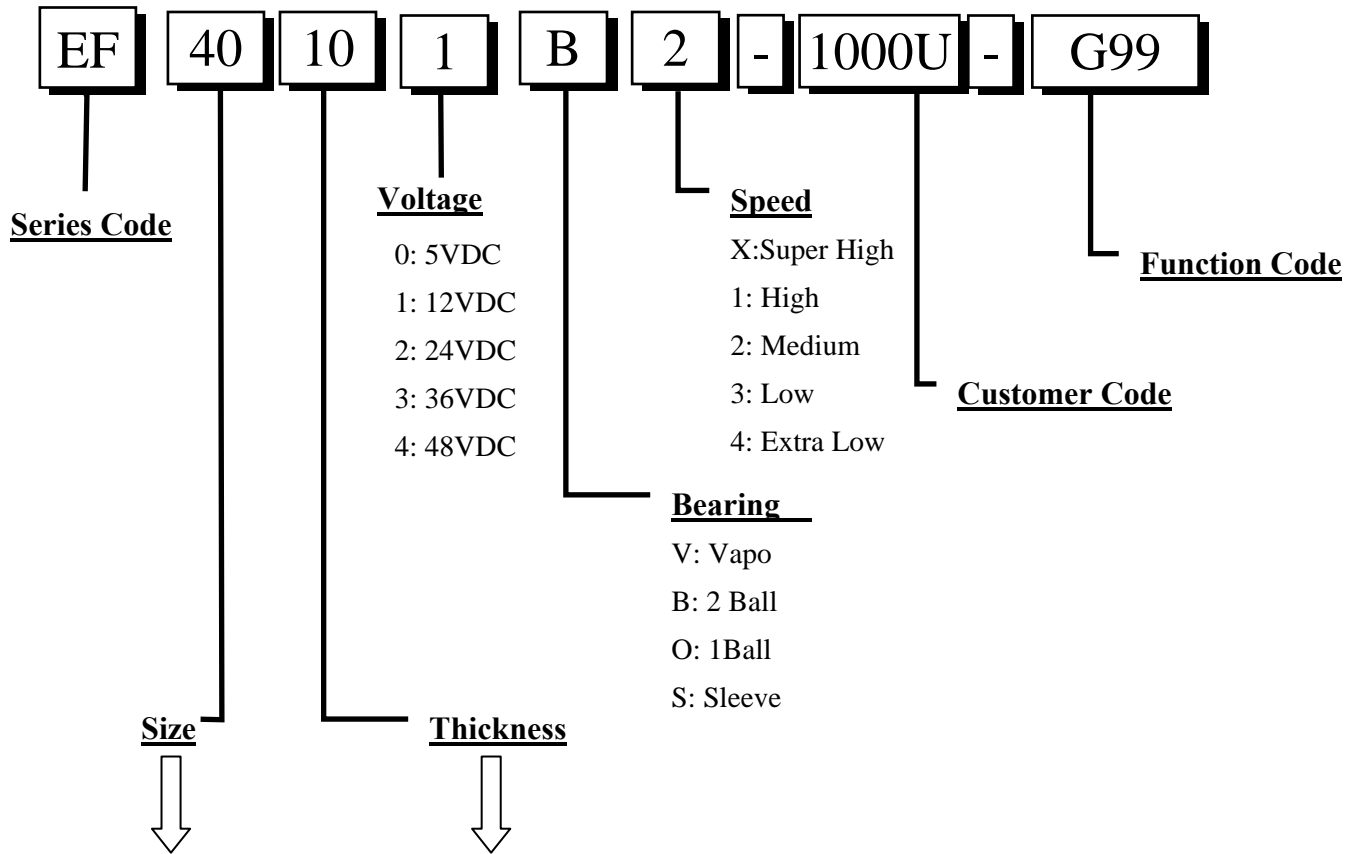 EF 40 10 1 B 2 - 1000U - G99
Series Code
Voltage
0: 5VDC
1: 12VDC
2: 24VDC
3: 36VDC
4: 48VDC
Speed
X:Super High
1: High
2: Medium
3: Low
4: Extra Low
Function Code
Customer Code
Bearing
V: Vapo
B: 2 Ball
O: 1Ball
S: Sleeve
Size
Thickness